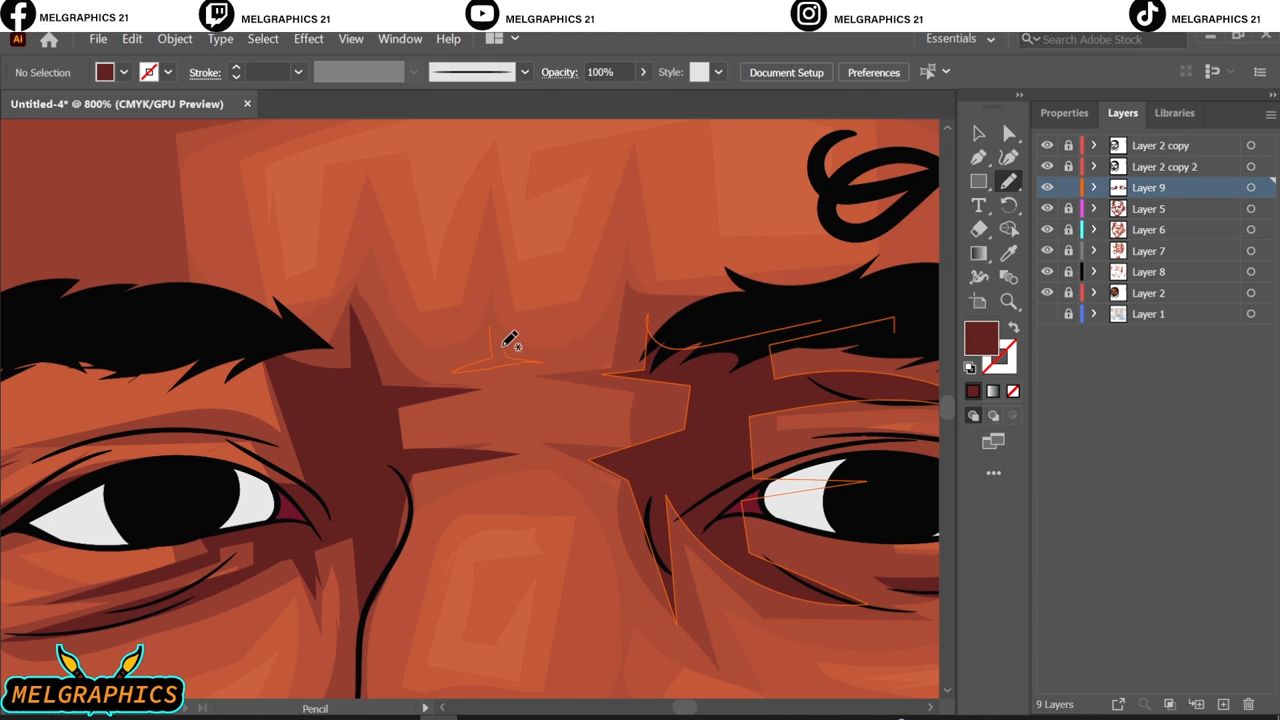 MELGRAPHICS 21
MELGRAPHICS 21
MELGRAPHICS 21
MELGRAPHICS 21
MELGRAPHICS 21
Ai
File Edit Object Type Select Effect View Window Help
Essentials
Search Adobe Stock
No Selection
Stroke:
Opacity: 100%
Style:
Document Setup
Preferences
Untitled-4* @ 800% (CMYK/GPU Preview)
Properties Layers Libraries
Layer 2 copy
Layer 2 copy 2
Layer 9
Layer 5
Layer 6
Layer 7
Layer 8
Layer 2
Layer 1
MELGRAPHICS
Pencil
9 Layers